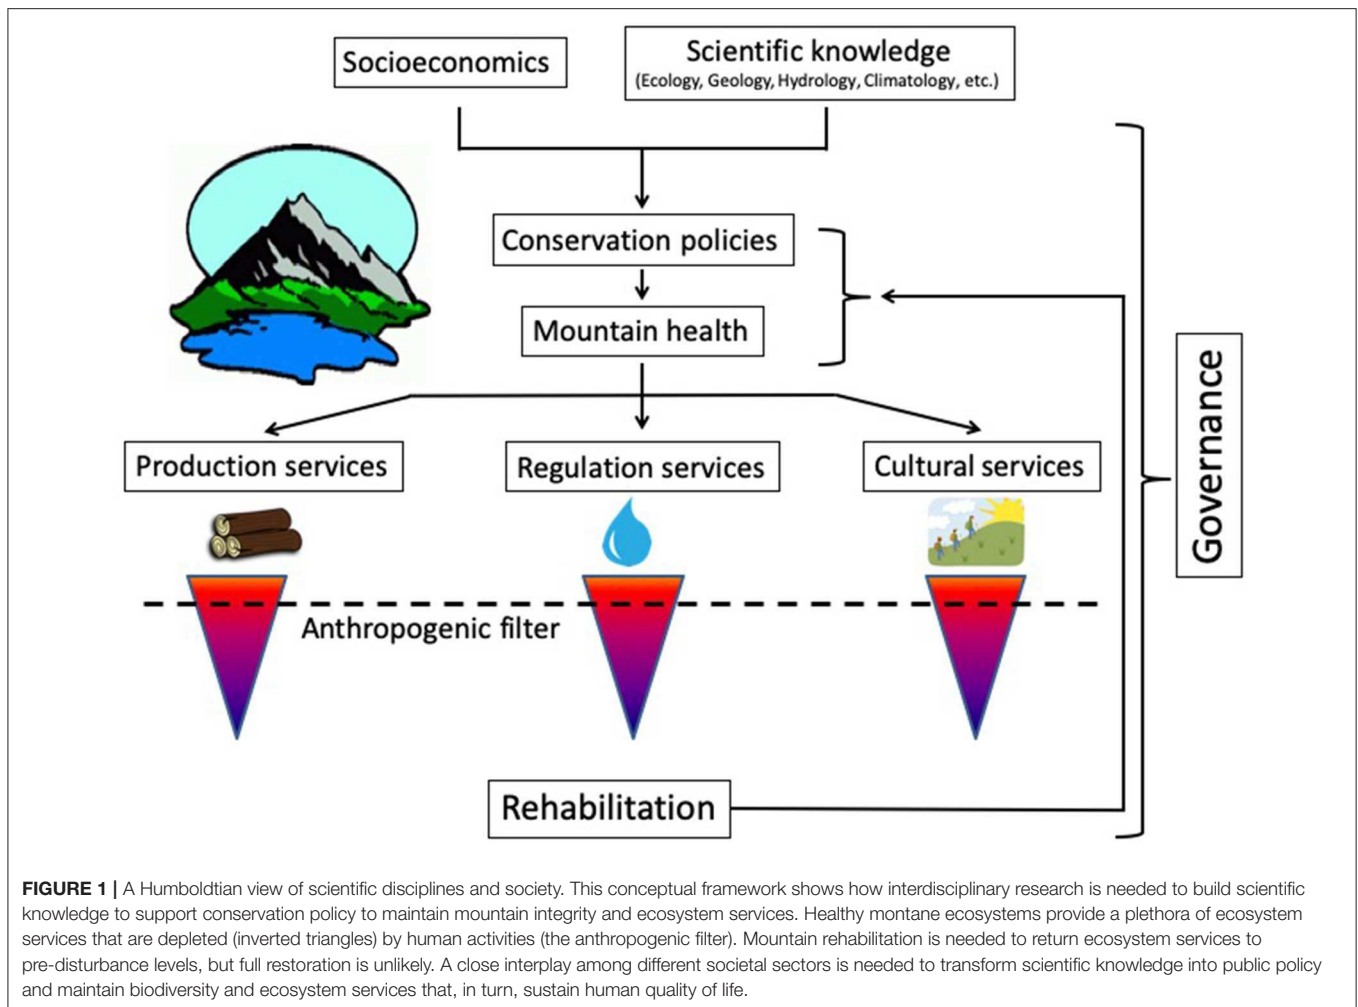 Socioeconomics
Scientific knowledge
(Ecology, Geology, Hydrology, Climatology, etc.)
Conservation policies
Mountain health
Governance
Production services
Regulation services
Cultural services
Anthropogenic filter
Rehabilitation
FIGURE 1 | A Humboldtian view of scientific disciplines and society. This conceptual framework shows how interdisciplinary research is needed to build scientific
knowledge to support conservation policy to maintain mountain integrity and ecosystem services. Healthy montane ecosystems provide a plethora of ecosystem
services that are depleted (inverted triangles) by human activities (the anthropogenic filter). Mountain rehabilitation is needed to return ecosystem services to
pre-disturbance levels, but full restoration is unlikely. A close interplay among different societal sectors is needed to transform scientific knowledge into public policy
and maintain biodiversity and ecosystem services that, in turn, sustain human quality of life.